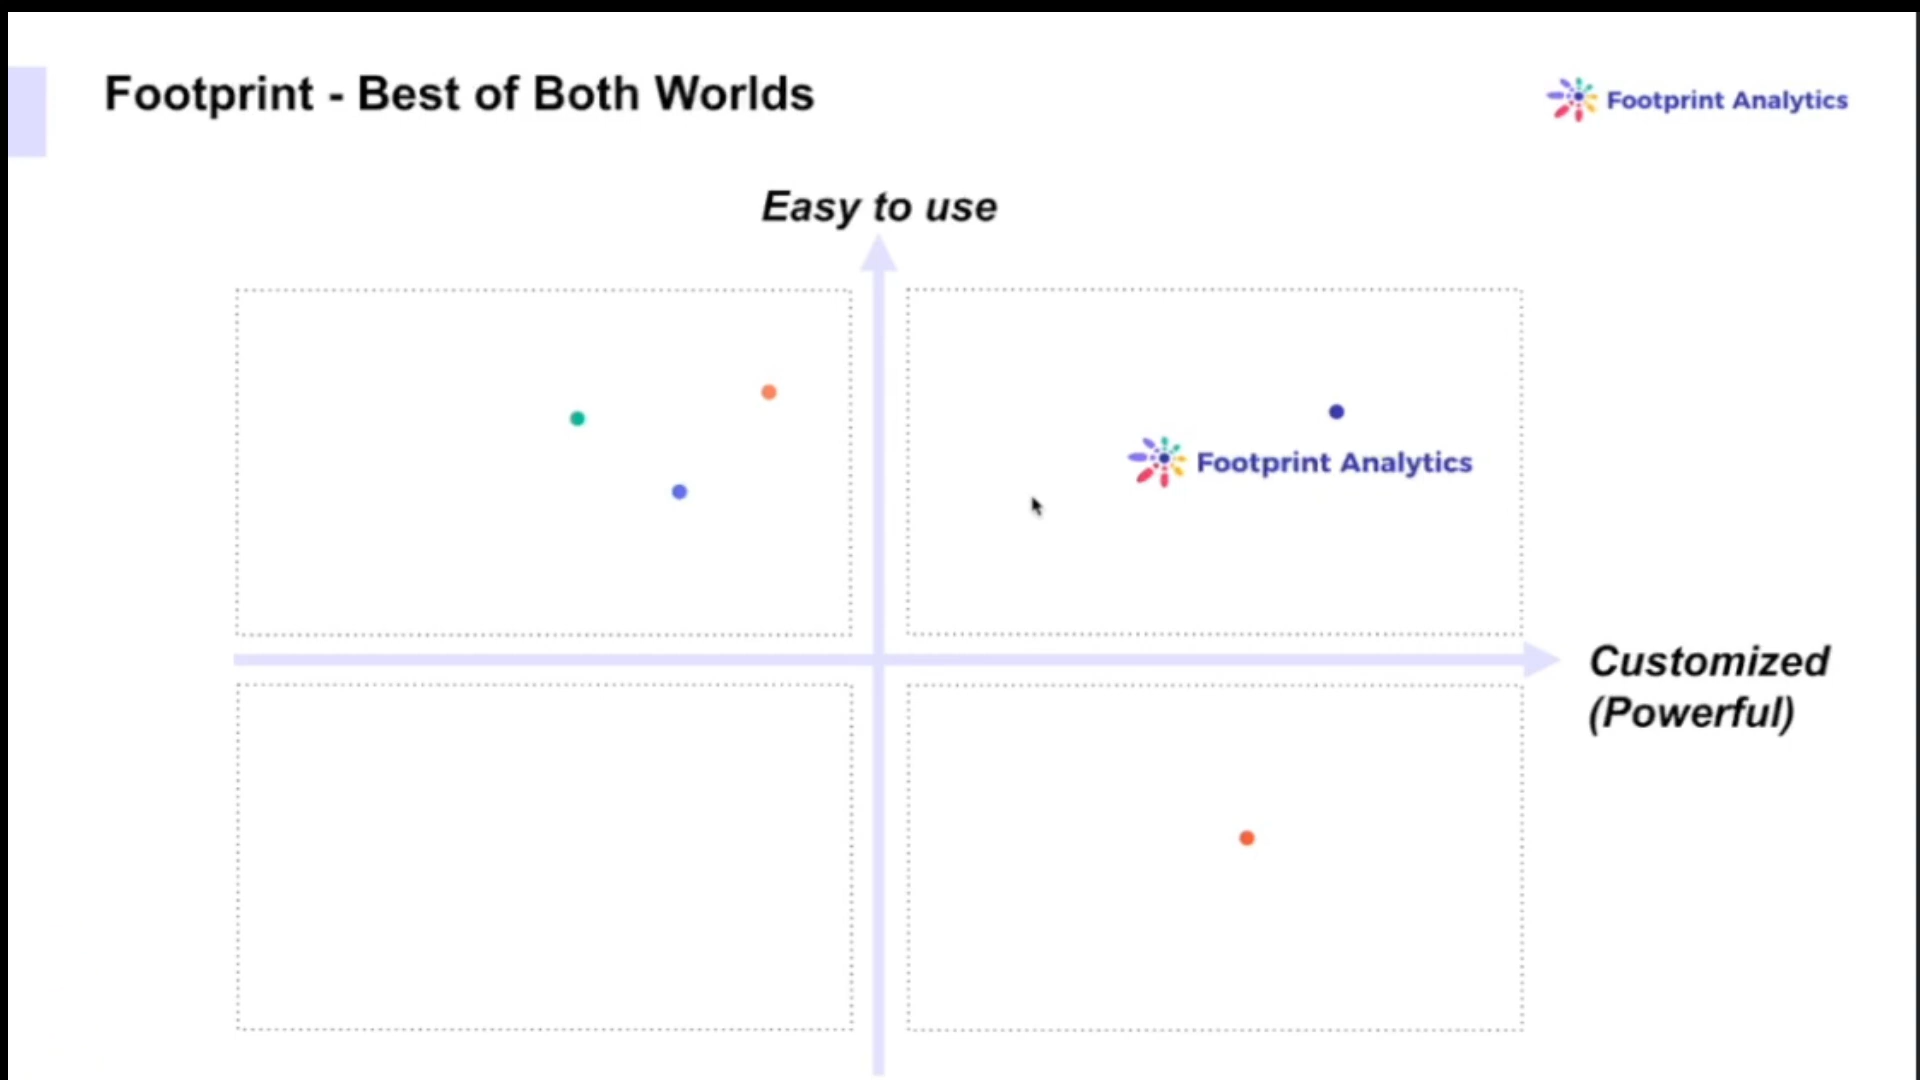 Footprint - Best of Both Worlds
Footprint Analytics
Easy to use
Footprint Analytics
Customized
(Powerful)